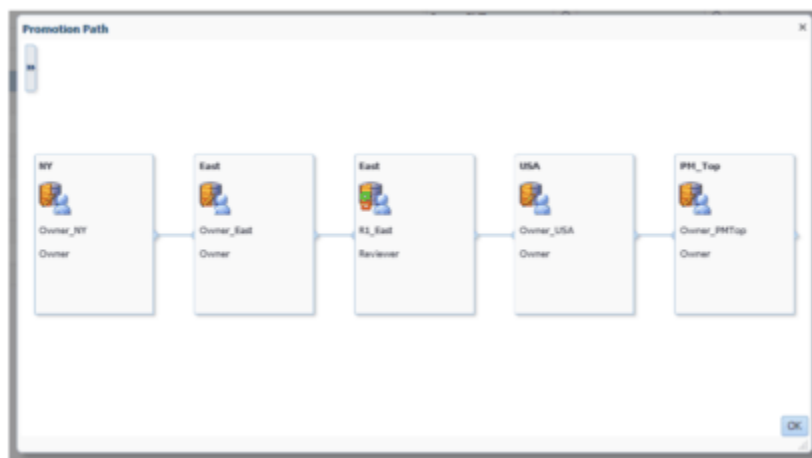 Promotion Path
NY
Owner_NY
Owner
East
Owner_East
Owner
East
R1_East
Reviewer
USA
Owner_USA
Owner
PM_Top
Owner_PMTop
Owner
OK